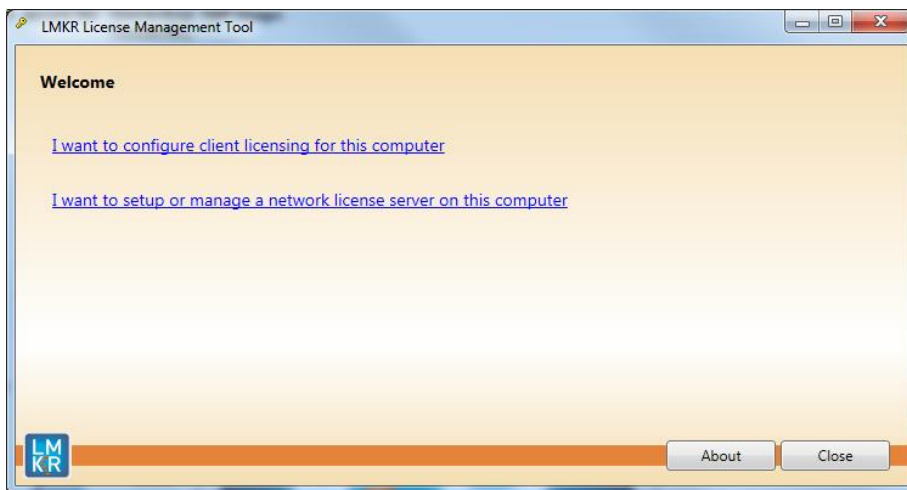 LMKR License Management Tool
Welcome
I want to configure client licensing for this computer
I want to setup or manage a network license server on this computer
LM
KR
About
Close